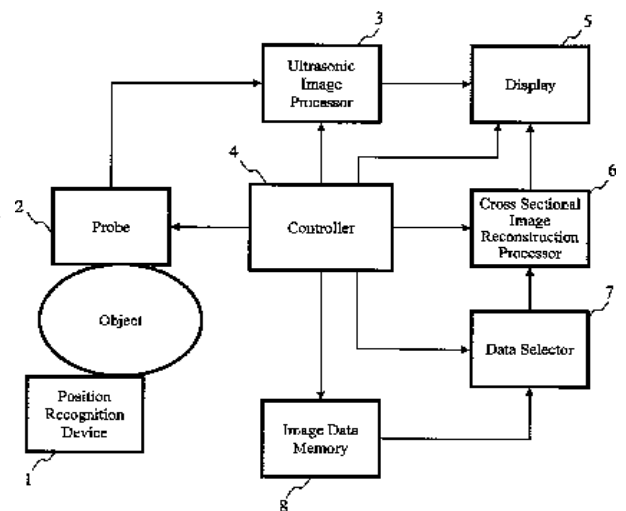 3
5
Ultrasonic
Image
Processor
Display
4
6
2
Probe
Controller
Cross Sectional
Image
Reconstruction
Processor
7
Object
Data Selector
Position
Recognition
Device
Image Data
Memory
1
8